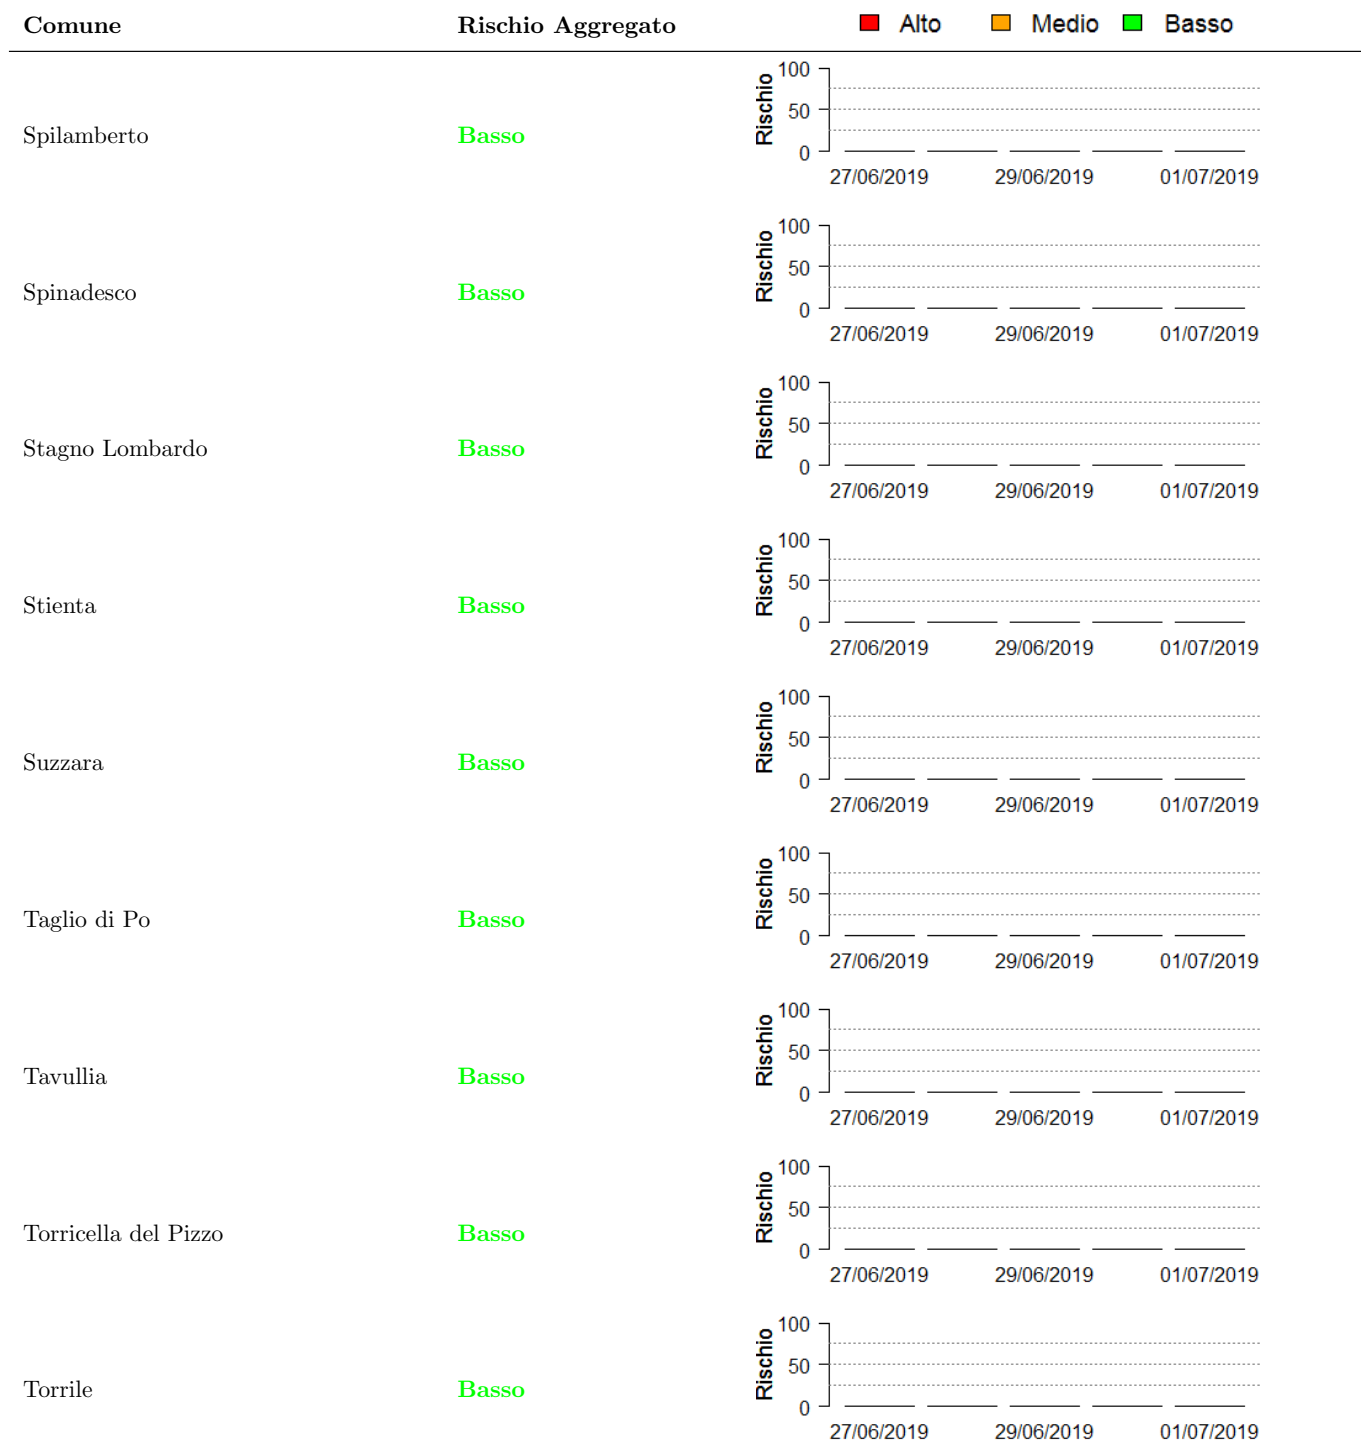 Comune Rischio Aggregato Alto Medio Basso
100
50
0
Rischio
Spilamberto Basso
27/06/2019 29/06/2019 01/07/2019
100
50
0
Rischio
Spinadesco Basso
27/06/2019 29/06/2019 01/07/2019
100
50
0
Rischio
Stagno Lombardo Basso
27/06/2019 29/06/2019 01/07/2019
100
50
0
Rischio
Stienta Basso
27/06/2019 29/06/2019 01/07/2019
100
50
0
Rischio
Suzzara Basso
27/06/2019 29/06/2019 01/07/2019
100
50
0
Rischio
Taglio di Po Basso
27/06/2019 29/06/2019 01/07/2019
100
50
0
Rischio
Tavullia Basso
27/06/2019 29/06/2019 01/07/2019
100
50
0
Rischio
Torricella del Pizzo Basso
27/06/2019 29/06/2019 01/07/2019
100
50
0
Rischio
Torrile Basso
27/06/2019 29/06/2019 01/07/2019